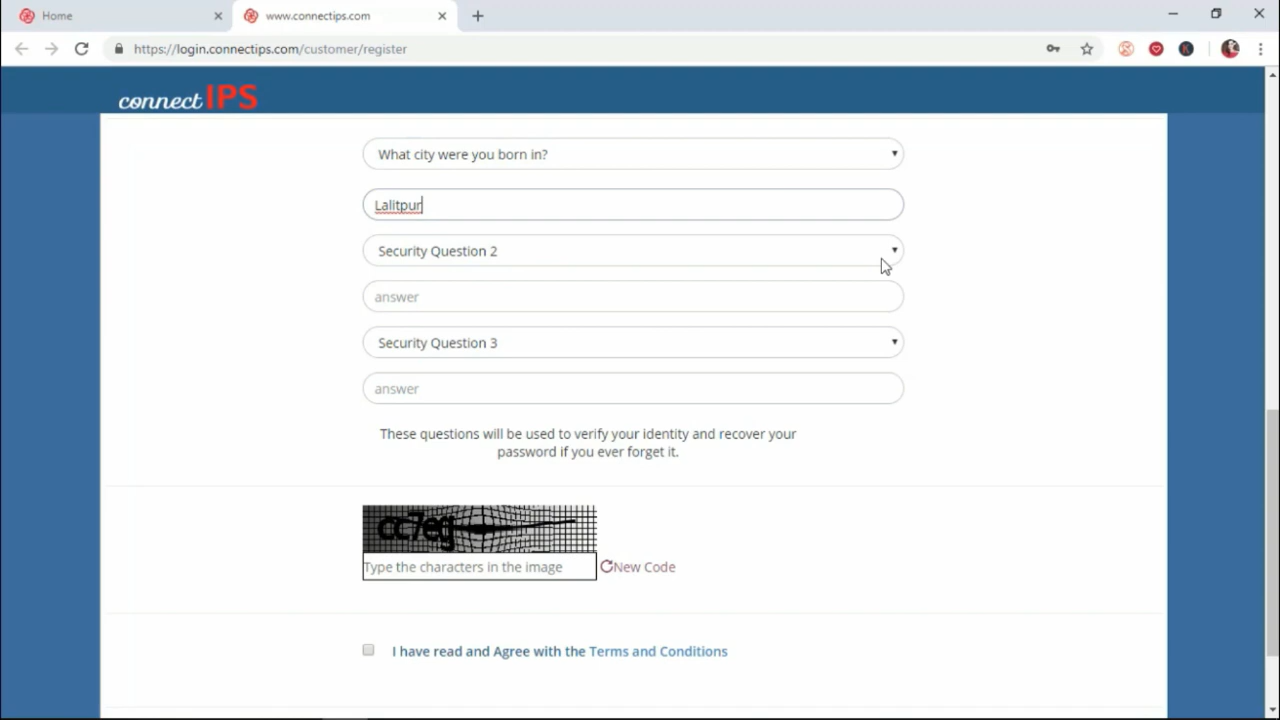 Home
www.connectips.com
https://login.connectips.com/customer/register
connectIPS
What city were you born in?
Lalitpur
Security Question 2
answer
Security Question 3
answer
These questions will be used to verify your identity and recover your
password if you ever forget it.
cc7eg
Type the characters in the image
New Code
I have read and Agree with the Terms and Conditions